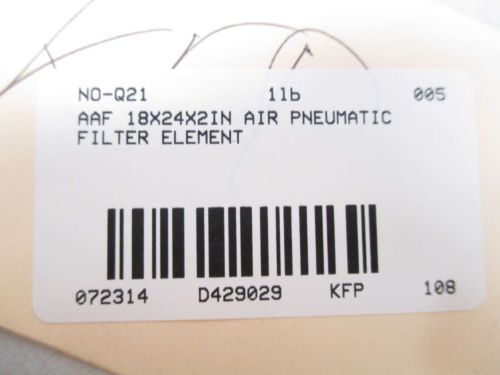 NO-Q21 1lb 005
AAF 18X24X2IN AIR PNEUMATIC
FILTER ELEMENT
072314 D429029 KFP 108